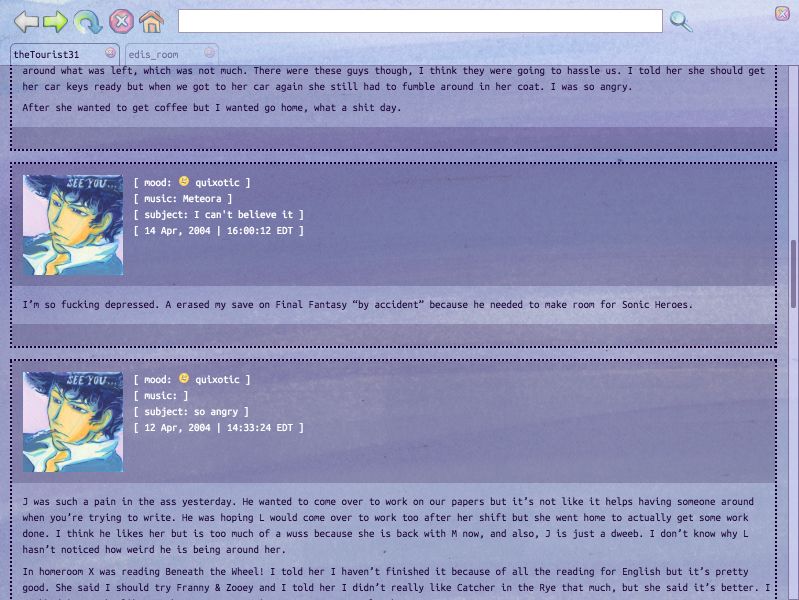 theTourist31
edis_room
around what was left, which was not much. There were these guys though, I think they were going to hassle us. I told her she should get
her car keys ready but when we got to her car again she still had to fumble around in her coat. I was so angry.
After she wanted to get coffee but I wanted go home, what a shit day.
SEE YOU...
[ mood: quixotic ]
[ music: Meteora ]
[ subject: I can't believe it ]
[ 14 Apr, 2004 | 16:00:12 EDT ]
I’m so fucking depressed. A erased my save on Final Fantasy “by accident” because he needed to make room for Sonic Heroes.
SEE YOU...
[ mood: quixotic ]
[ music: ]
[ subject: so angry ]
[ 12 Apr, 2004 | 14:33:24 EDT ]
J was such a pain in the ass yesterday. He wanted to come over to work on our papers but it’s not like it helps having someone around
when you’re trying to write. He was hoping L would come over to work too after her shift but she went home to actually get some work
done. I think he likes her but is too much of a wuss because she is back with M now, and also, J is just a dweeb. I don’t know why L
hasn’t noticed how weird he is being around her.
In homeroom X was reading Beneath the Wheel! I told her I haven’t finished it because of all the reading for English but it’s pretty
good. She said I should try Franny & Zooey and I told her I didn’t really like Catcher in the Rye that much, but she said it’s better. I